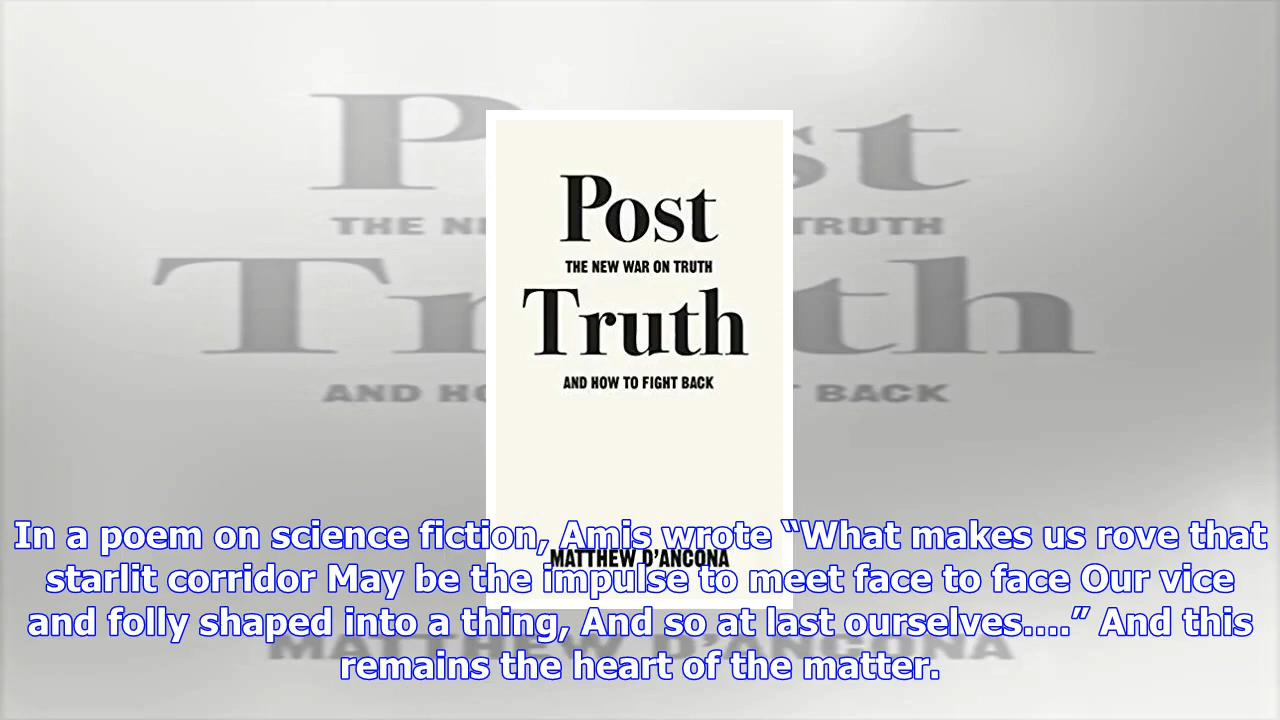 Post
THE NEW WAR ON TRUTH
Truth
AND HOW TO FIGHT BACK
MATTHEW D'ANCONA
In a poem on science fiction, Amis wrote “What makes us rove that
starlit corridor May be the impulse to meet face to face Our vice
and folly shaped into a thing, And so at last ourselves....” And this
remains the heart of the matter.